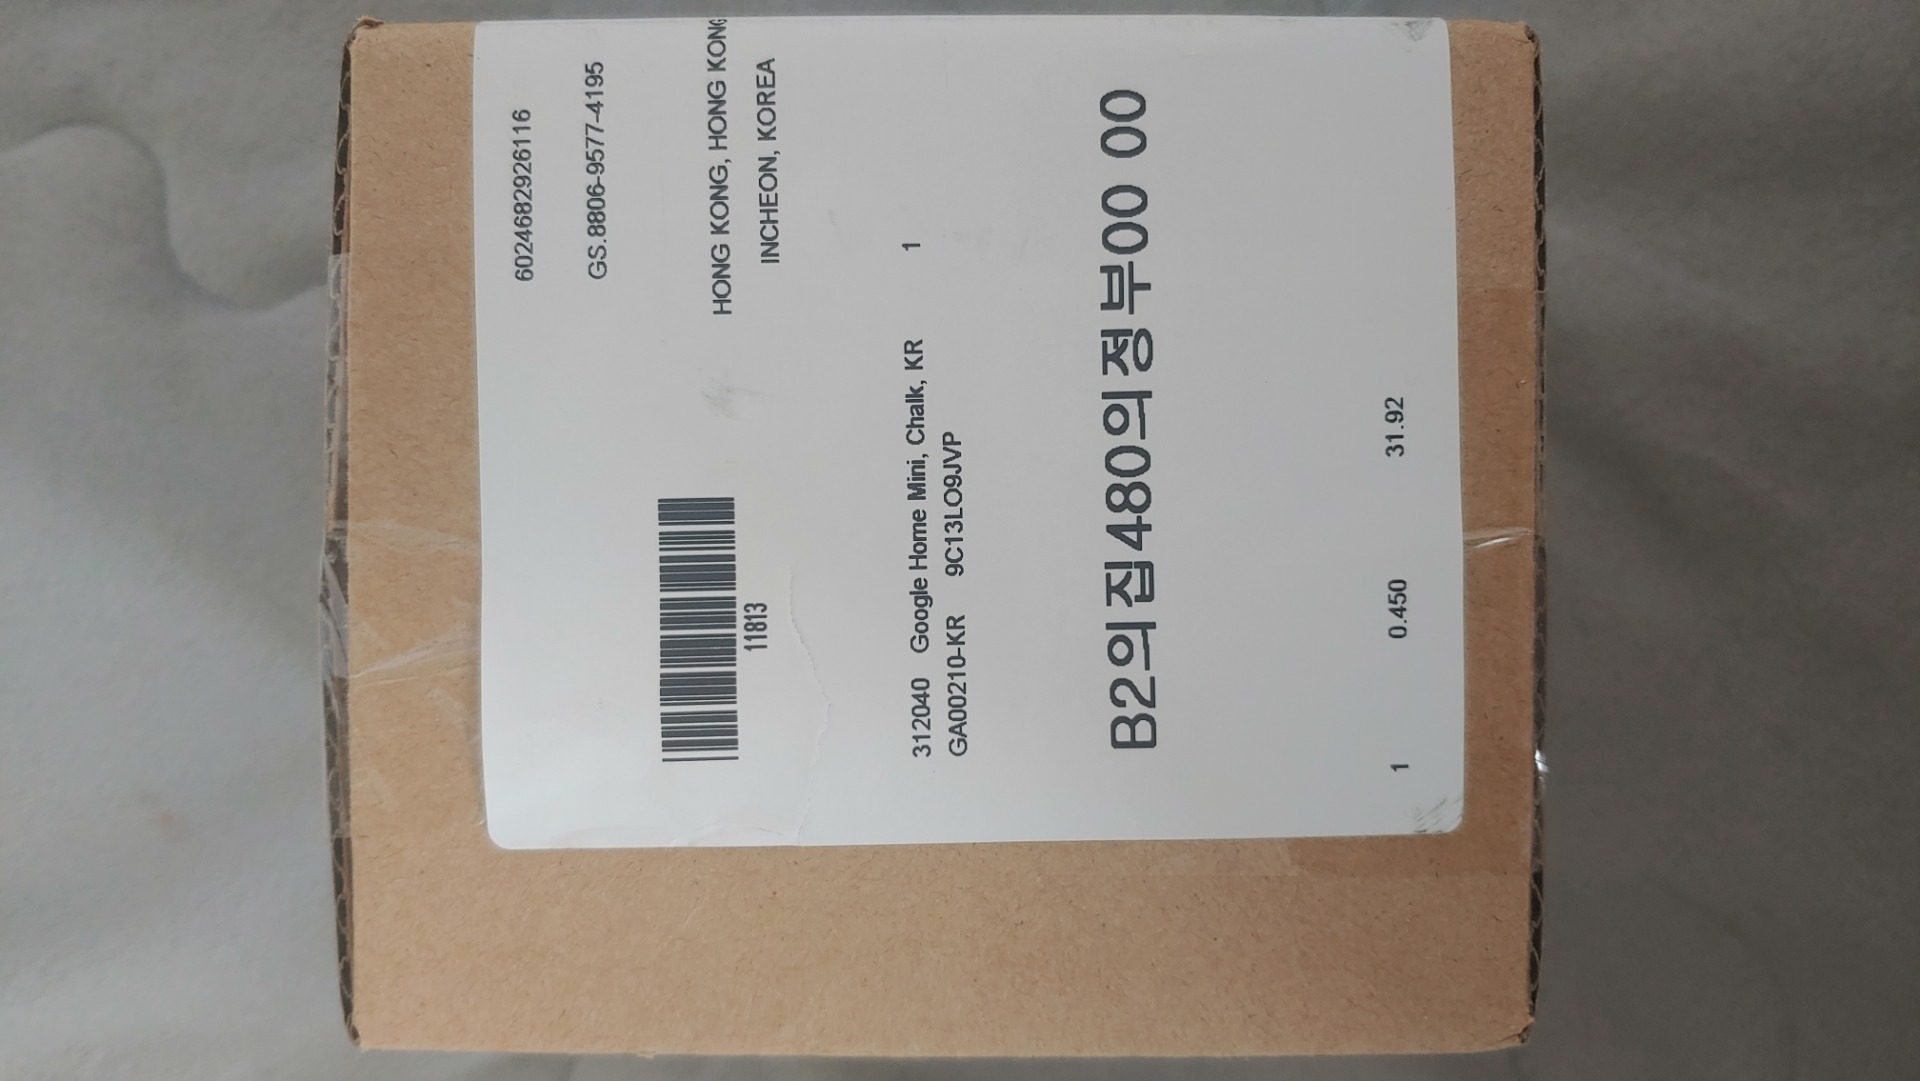 6024682926116
GS.8806-9577-4195
HONG KONG, HONG KONG
INCHEON, KOREA
11813
312040 Google Home Mini, Chalk, KR 1
GA00210-KR 9C13LO9JVP
B2의집480의정부00 00
1 0.450 31.92